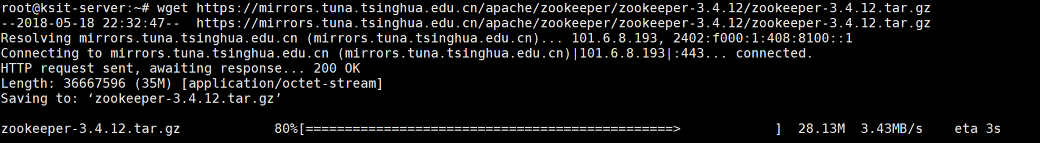 root@ksit-server:~# wget https://mirrors.tuna.tsinghua.edu.cn/apache/zookeeper/zookeeper-3.4.12/zookeeper-3.4.12.tar.gz
--2018-05-18 22:32:47--  https://mirrors.tuna.tsinghua.edu.cn/apache/zookeeper/zookeeper-3.4.12/zookeeper-3.4.12.tar.gz
Resolving mirrors.tuna.tsinghua.edu.cn (mirrors.tuna.tsinghua.edu.cn)... 101.6.8.193, 2402:f000:1:408:8100::1
Connecting to mirrors.tuna.tsinghua.edu.cn (mirrors.tuna.tsinghua.edu.cn)|101.6.8.193|:443... connected.
HTTP request sent, awaiting response... 200 OK
Length: 36667596 (35M) [application/octet-stream]
Saving to: ‘zookeeper-3.4.12.tar.gz’
zookeeper-3.4.12.tar.gz            80%[===============================================>            ]  28.13M  3.43MB/s    eta 3s